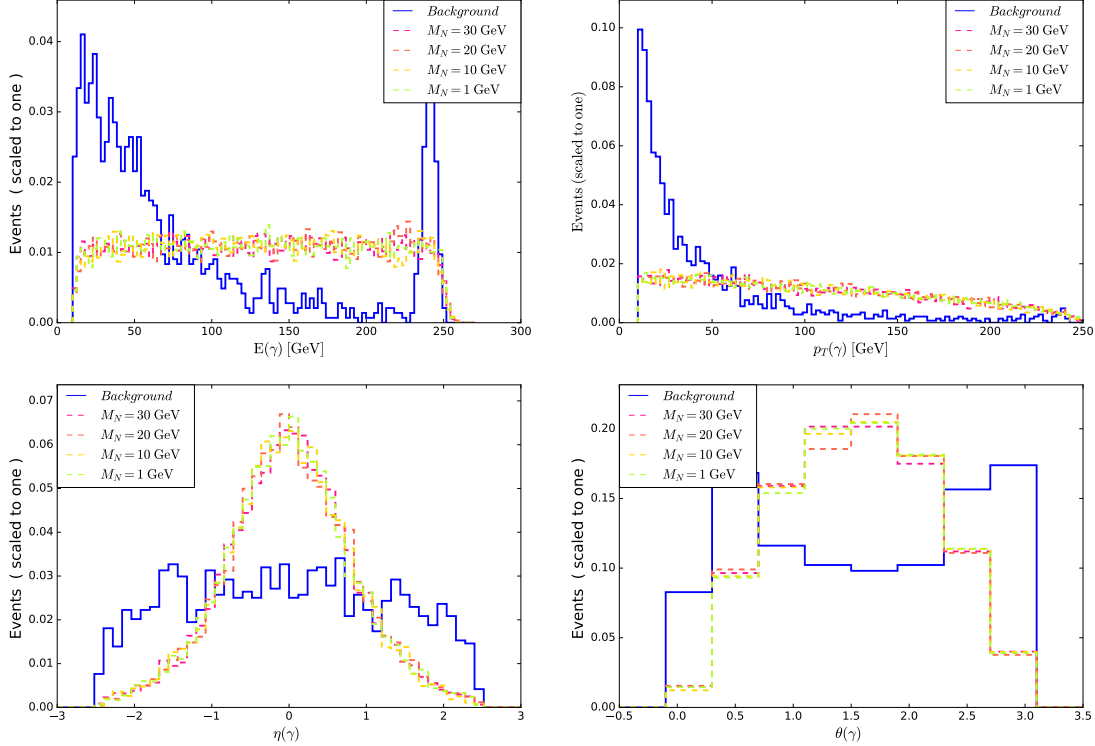 Background
M_N = 30 GeV
M_N = 20 GeV
M_N = 10 GeV
M_N = 1 GeV
Events ( scaled to one )
0.04
0.03
0.02
0.01
0.00
0 50 100 150 200 250 300
E(γ) [GeV]
Background
M_N = 30 GeV
M_N = 20 GeV
M_N = 10 GeV
M_N = 1 GeV
Events (scaled to one)
0.10
0.08
0.06
0.04
0.02
0.00
0 50 100 150 200 250
p_T(γ) [GeV]
Background
M_N = 30 GeV
M_N = 20 GeV
M_N = 10 GeV
M_N = 1 GeV
Events ( scaled to one )
0.07
0.06
0.05
0.04
0.03
0.02
0.01
0.00
−3 −2 −1 0 1 2 3
η(γ)
Background
M_N = 30 GeV
M_N = 20 GeV
M_N = 10 GeV
M_N = 1 GeV
Events ( scaled to one )
0.20
0.15
0.10
0.05
0.00
−0.5 0.0 0.5 1.0 1.5 2.0 2.5 3.0 3.5
θ(γ)